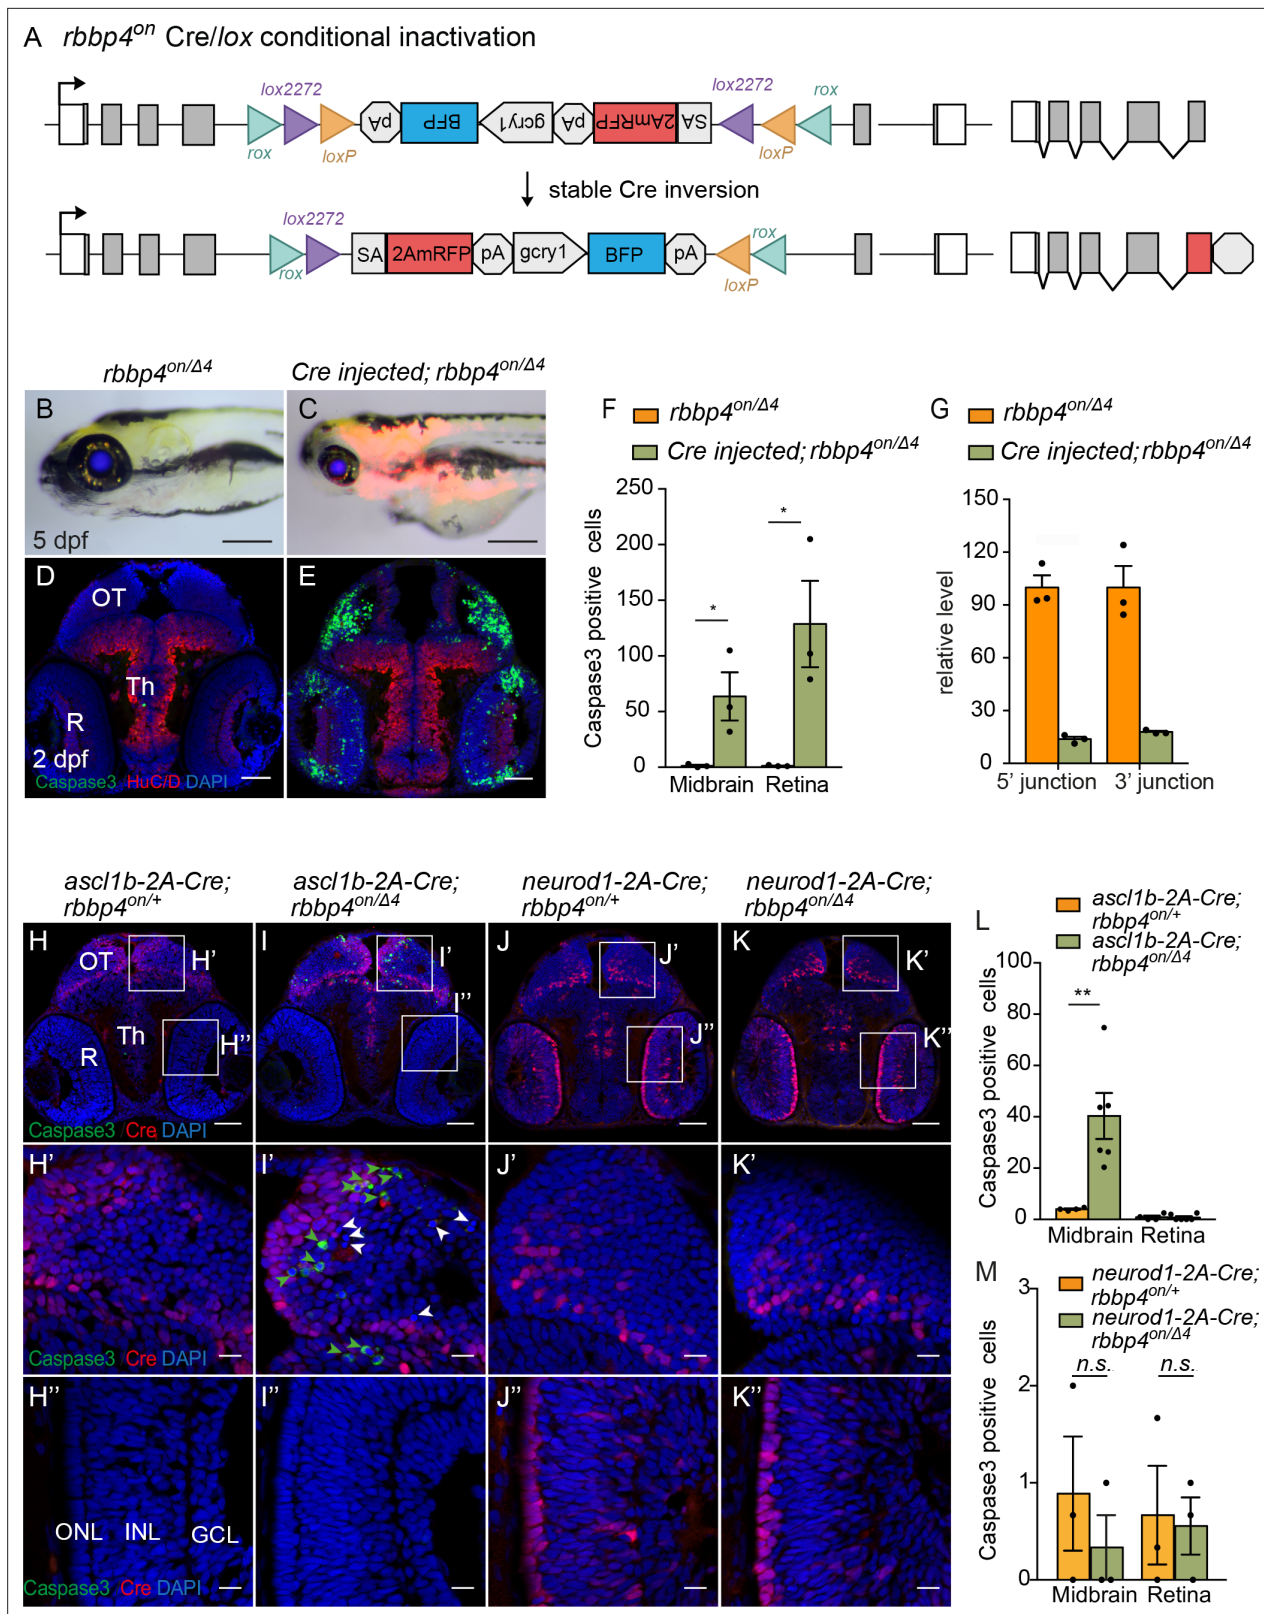 A rbbp4on Cre/lox conditional inactivation
lox2272 lox2272 rox
pA BFP gcry1 pA 2AmRFP SA
rox loxP loxP
stable Cre inversion
lox2272 rox
SA 2AmRFP pA gcry1 BFP pA
rox loxP
rbbp4on/Δ4 Cre injected; rbbp4on/Δ4
B
5 dpf
C
D
OT
Th
R
2 dpf
Caspase3 HuC/D DAPI
E
F rbbp4on/Δ4
Cre injected; rbbp4on/Δ4
Caspase3 positive cells
250
200
150
100
50
0
* *
Midbrain Retina
G rbbp4on/Δ4
Cre injected; rbbp4on/Δ4
relative level
150
120
90
60
30
0
5' junction 3' junction
ascl1b-2A-Cre; rbbp4on/+
ascl1b-2A-Cre; rbbp4on/Δ4
neurod1-2A-Cre; rbbp4on/+
neurod1-2A-Cre; rbbp4on/Δ4
H
OT H'
Th
R H''
Caspase3 Cre DAPI
I
I'
I''
J
J'
J''
K
K'
K''
H'
Caspase3 Cre DAPI
I'
J'
K'
H''
ONL INL GCL
Caspase3 Cre DAPI
I''
J''
K''
L ascl1b-2A-Cre;
rbbp4on/+
ascl1b-2A-Cre;
rbbp4on/Δ4
Caspase3 positive cells
100
80
60
40
20
0
**
Midbrain Retina
M neurod1-2A-Cre;
rbbp4on/+
neurod1-2A-Cre;
rbbp4on/Δ4
Caspase3 positive cells
3
2
1
0
n.s. n.s.
Midbrain Retina